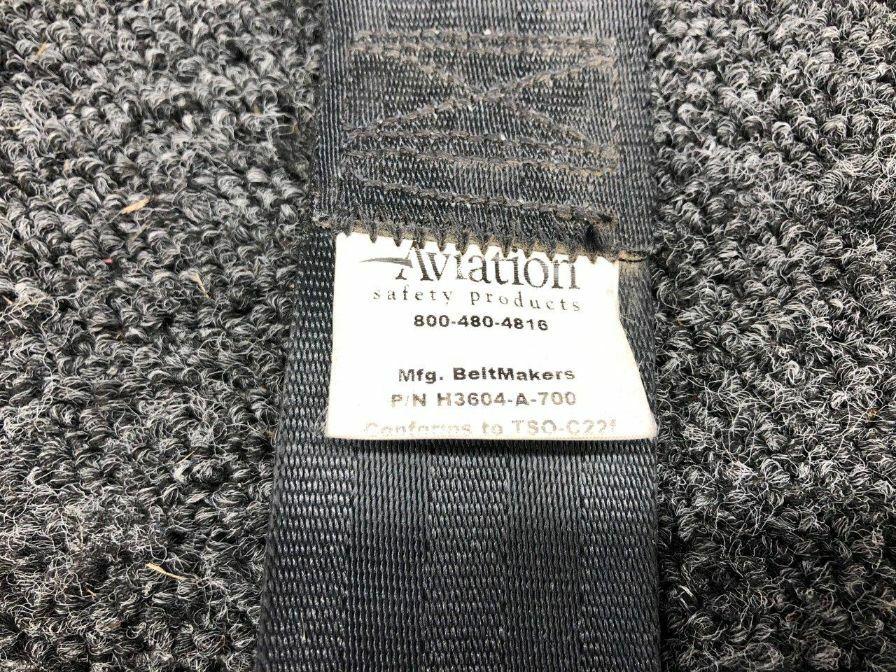 Aviation
safety products
800-480-4816
Mfg. BeltMakers
P/N H3604-A-700
Conforms to TSO-C22f